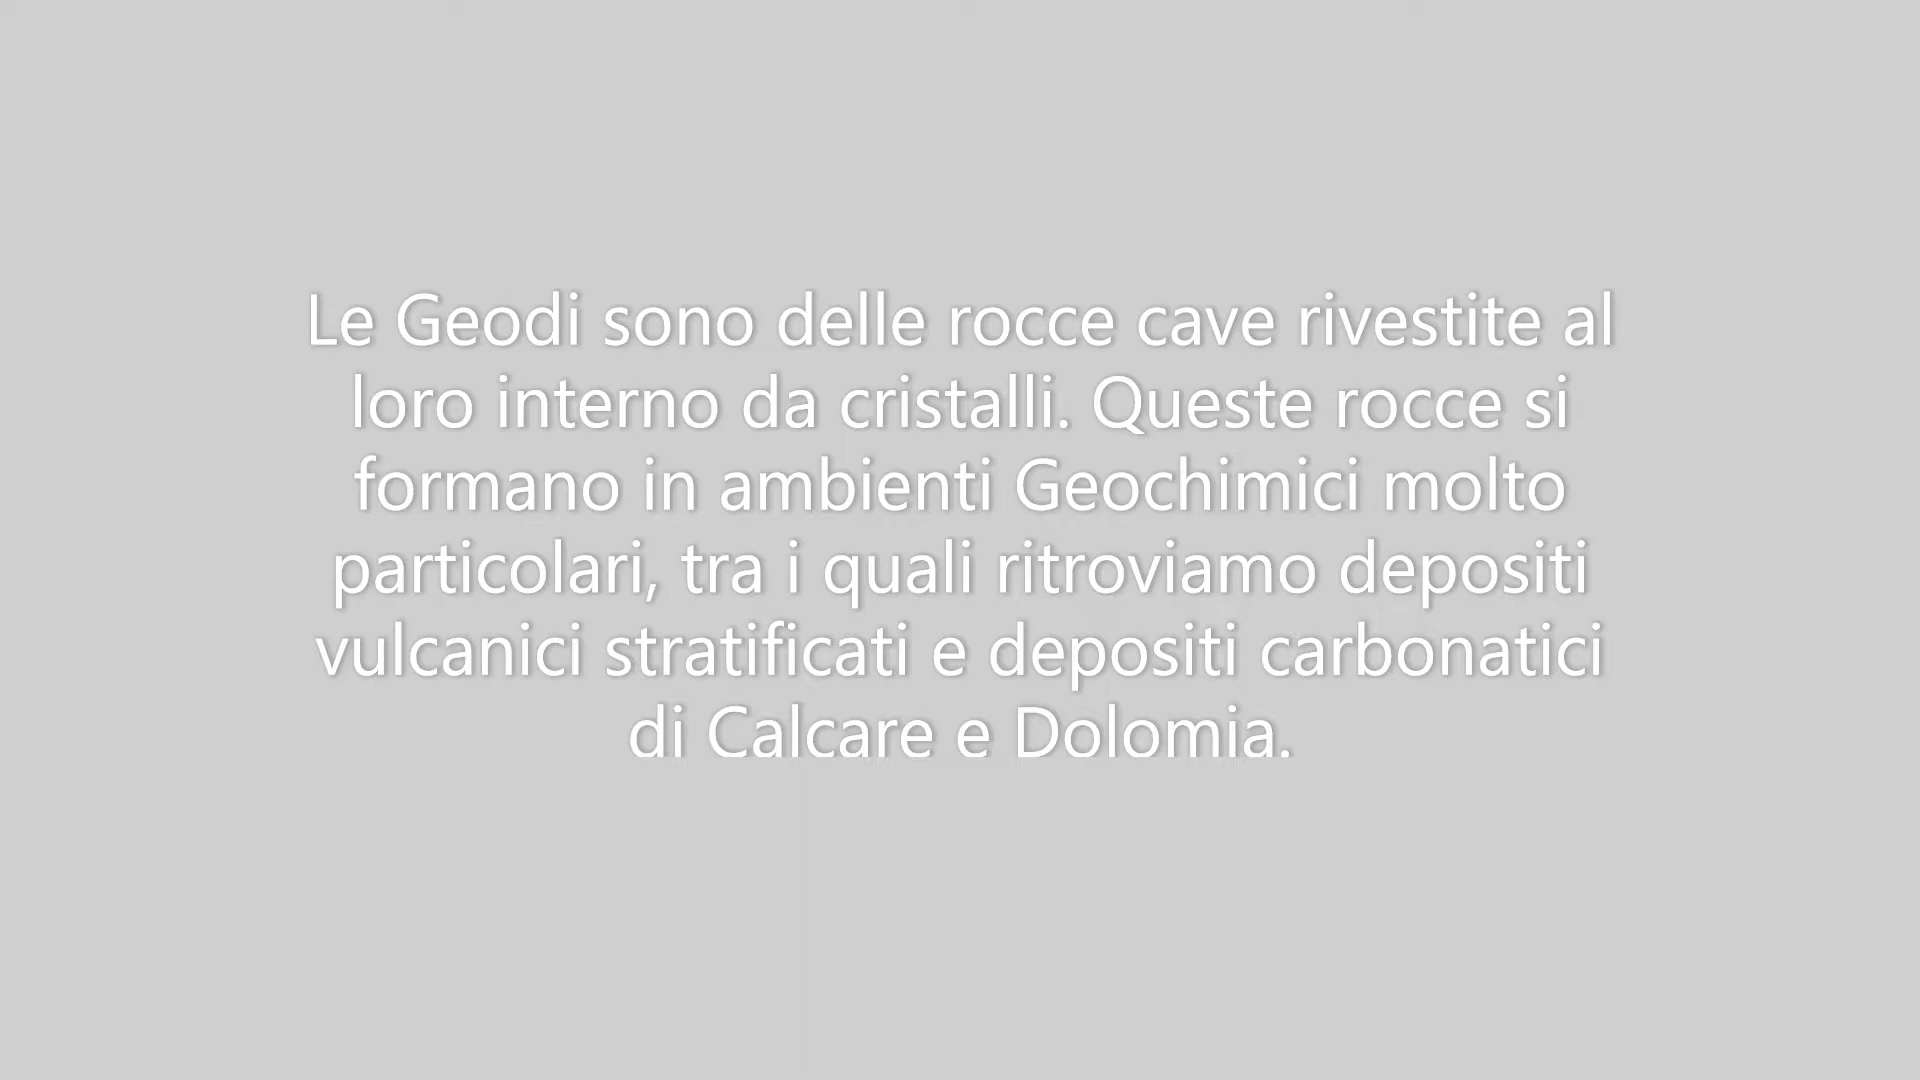 Le Geodi sono delle rocce cave rivestite al
loro interno da cristalli. Queste rocce si
formano in ambienti Geochimici molto
particolari, tra i quali ritroviamo depositi
vulcanici stratificati e depositi carbonatici
di Calcare e Dolomia.